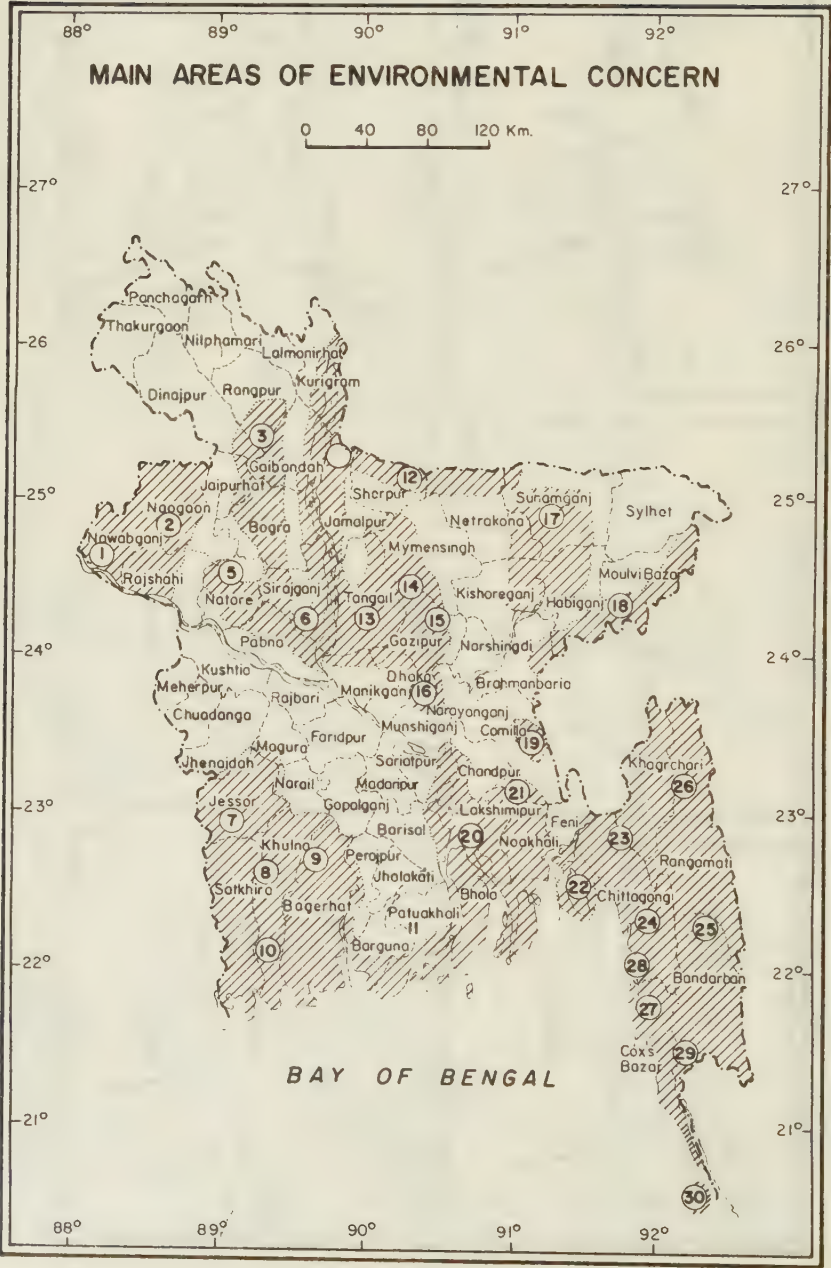 88° 89° 90° 91° 92°
MAIN AREAS OF ENVIRONMENTAL CONCERN
0 40 80 120 Km.
27° 27°
Panchagarh
Thakurgaon
Nilphamari
26° 26°
Lalmonirhat
Kurigram
Dinajpur
Rangpur
3
Gaibandah
12
Jaipurhat
Sherpur
25° 25°
Naogaon
Sunamganj
Sylhet
2
17
Nawabganj
Bogra
Jamalpur
Netrakona
1
Mymensingh
Rajshahi
5
Moulvi Bazar
Natore
Sirajganj
Tangail
14
Kishoreganj
Habiganj
18
6
13
15
Pabna
Gazipur
Narshingdi
24° 24°
Kushtia
Dhaka
Meherpur
Manikganj
16
Brahmanbaria
Rajbari
Narayanganj
Chuadanga
Faridpur
Munshiganj
Comilla
19
Magura
Sariatpur
Jhenajdah
Khagrchari
Narail
Madaripur
Chandpur
26
Jessor
Gopalganj
21
23° 23°
7
Lakshimipur
Barisal
Feni
Khulna
20
Noakhali
23
8
9
Perojpur
Rangamati
Satkhira
Jholakati
Bhola
22
Chittagong
Bagerhat
Patuakhali
24
25
11
10
Barguna
22° 22°
28
Bandarban
27
Cox's
Bazar
29
BAY OF BENGAL
21° 21°
30
88° 89° 90° 91° 92°